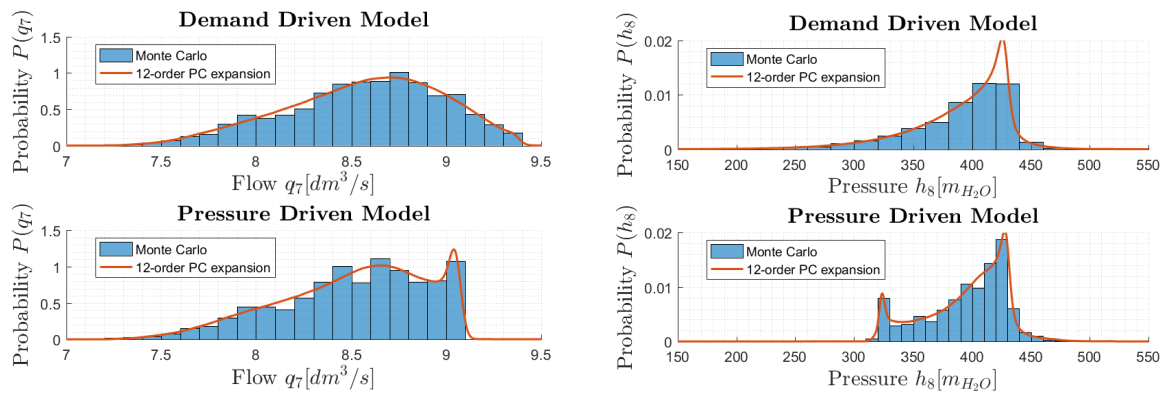 Demand Driven Model
Probability P(q7)
1.5
1
0.5
0
Monte Carlo
12-order PC expansion
7
7.5
8
8.5
9
9.5
Flow q7[dm3/s]
Demand Driven Model
Probability P(h8)
0.02
0.01
0
Monte Carlo
12-order PC expansion
150
200
250
300
350
400
450
500
550
Pressure h8[mH2O]
Pressure Driven Model
Probability P(q7)
1.5
1
0.5
0
Monte Carlo
12-order PC expansion
7
7.5
8
8.5
9
9.5
Flow q7[dm3/s]
Pressure Driven Model
Probability P(h8)
0.02
0.01
0
Monte Carlo
12-order PC expansion
150
200
250
300
350
400
450
500
550
Pressure h8[mH2O]